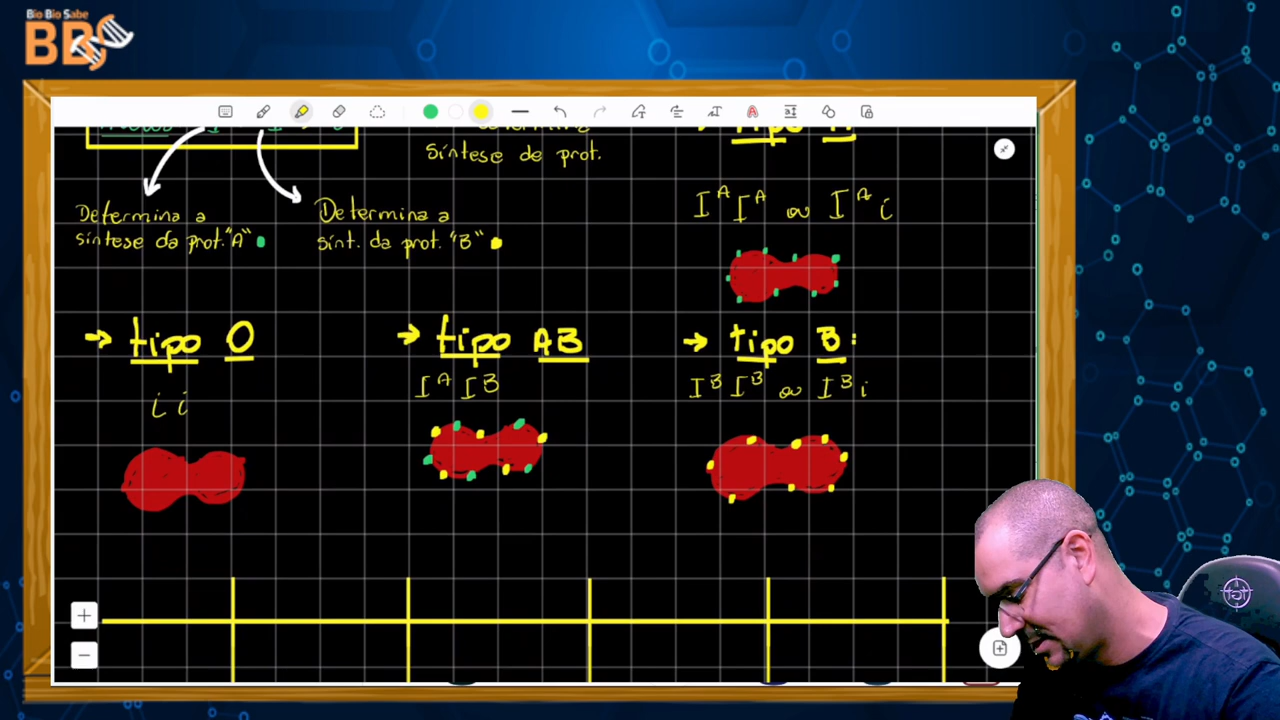 Bio Bio Sabe
BBS
síntese de prot.
Determina a
síntese da prot. "A"
Determina a
sínt. da prot. "B"
I^A I^A ou I^A i
→ tipo O
i i
→ tipo AB
I^A I^B
→ tipo B:
I^B I^B ou I^B i